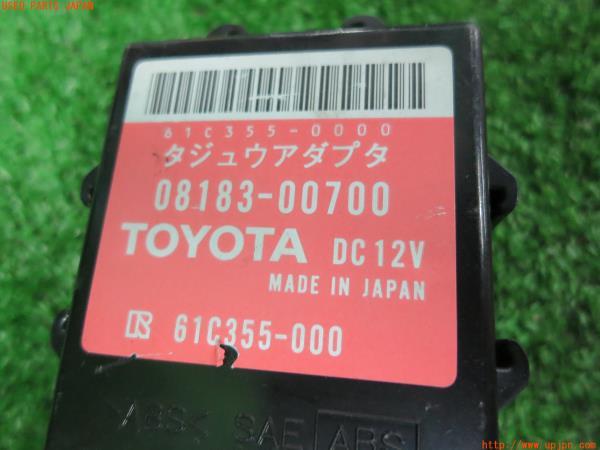 USED PARTS JAPAN
61C355-0000
タジュウアダプタ
08183-00700
TOYOTA DC12V
MADE IN JAPAN
R 61C355-000
>ABS< SAE ABS
http://www.upjpn.com/